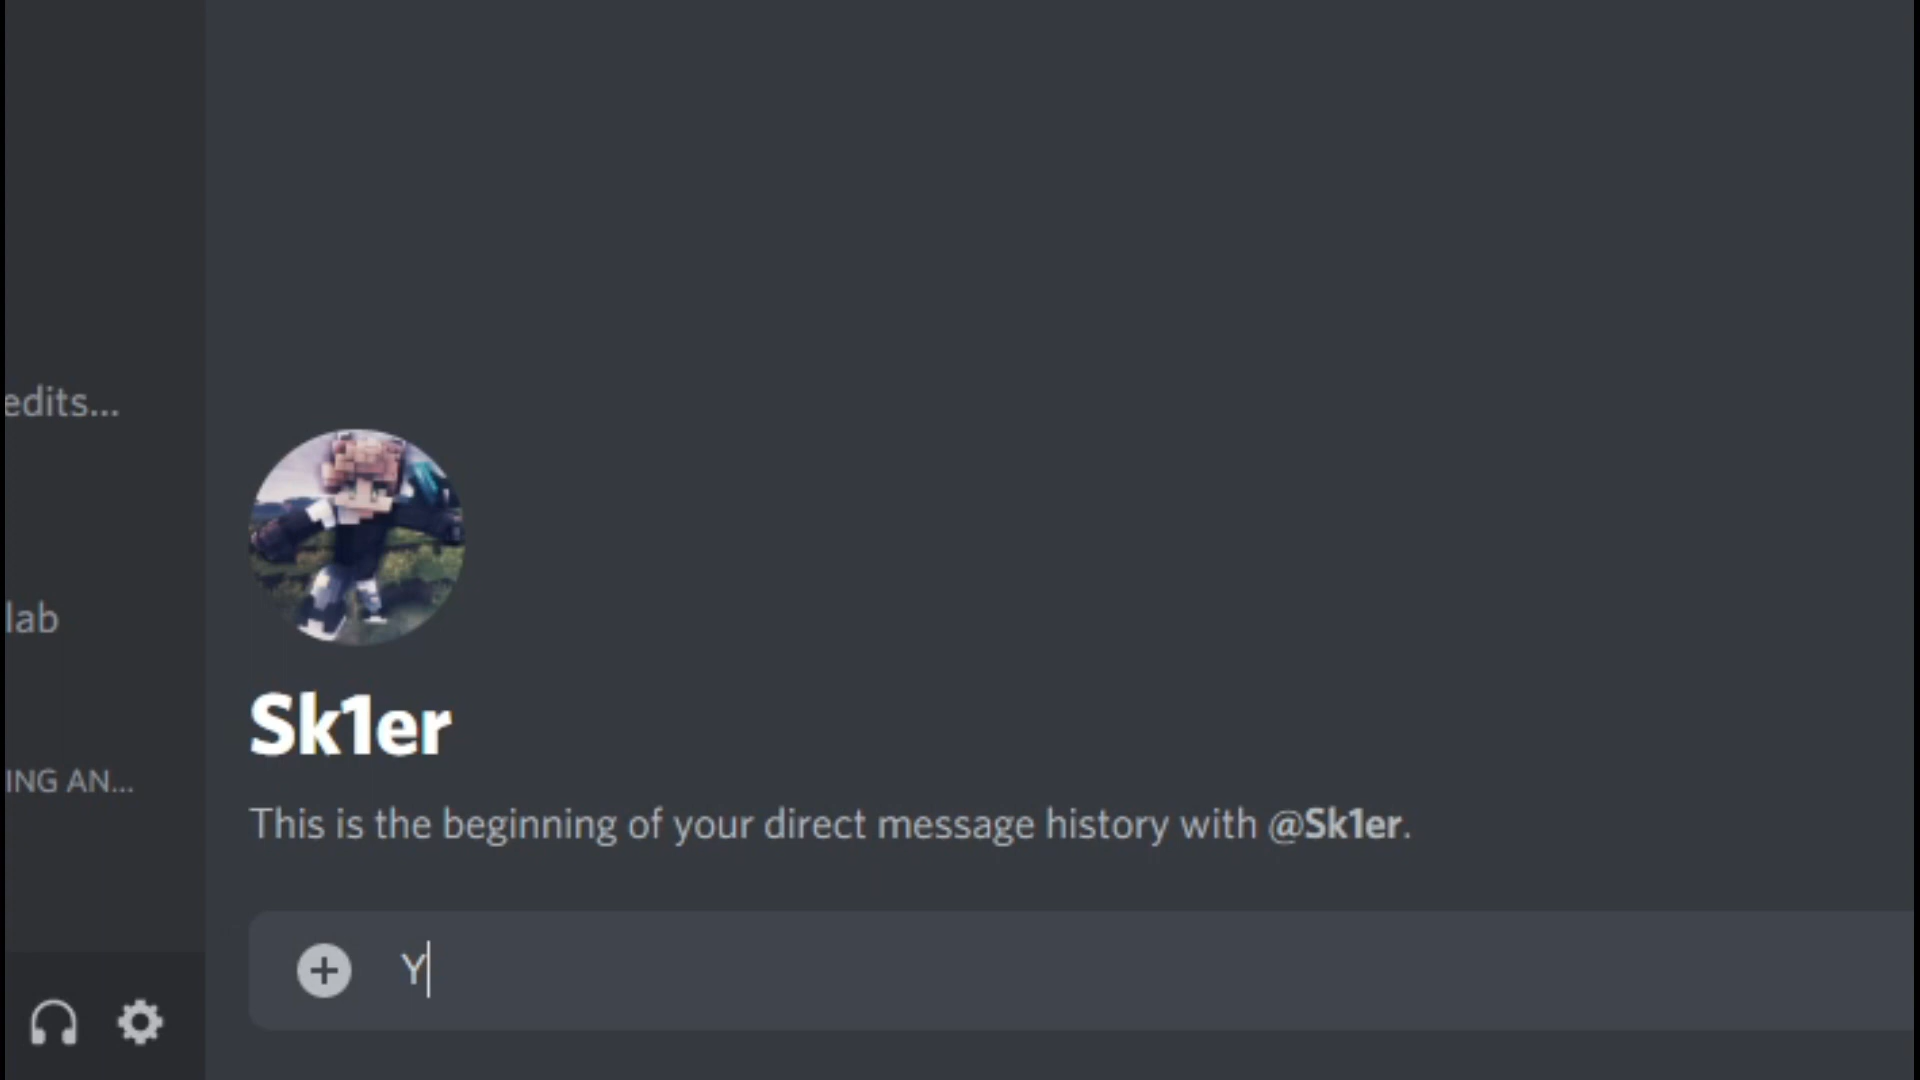 edits...
lab
ING AN...
Sk1er
This is the beginning of your direct message history with @Sk1er.
Y